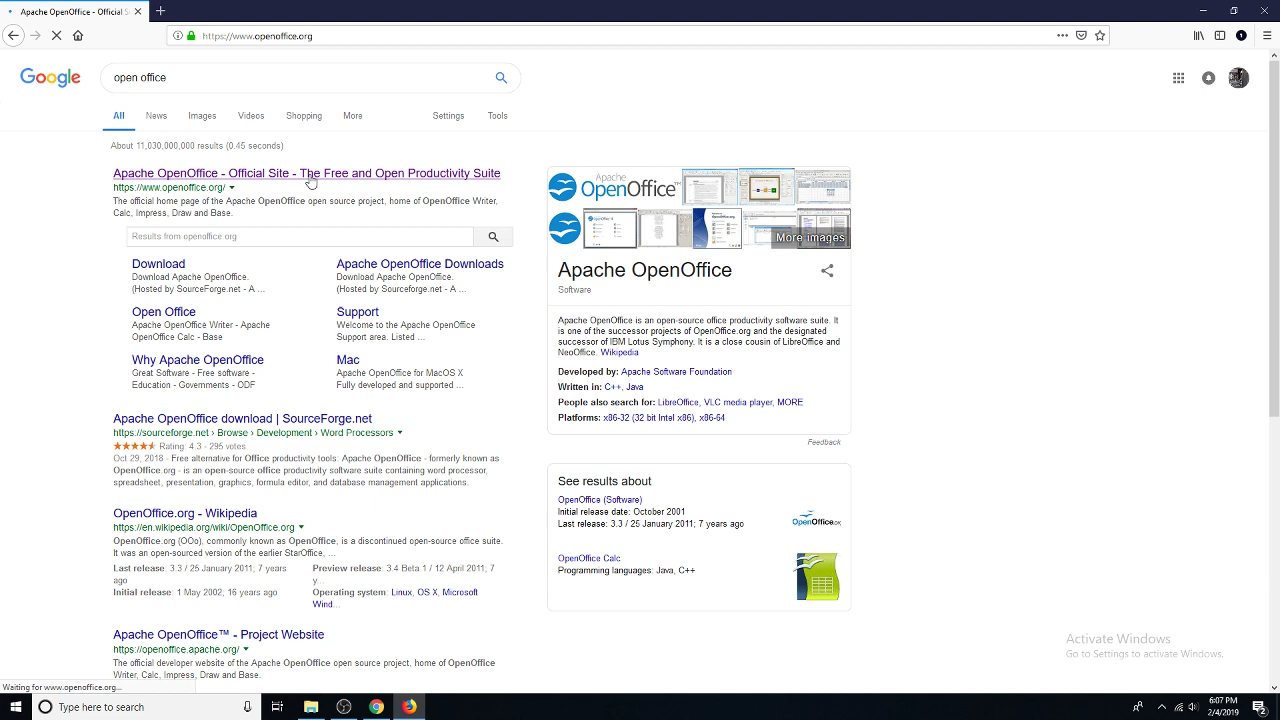 Apache OpenOffice - Official S
https://www.openoffice.org
Google
open office
All
News
Images
Videos
Shopping
More
Settings
Tools
About 11,030,000,000 results (0.45 seconds)
Apache OpenOffice - Official Site - The Free and Open Productivity Suite
https://www.openoffice.org/
The official home page of the Apache OpenOffice open source project, home of OpenOffice Writer,
Calc, Impress, Draw and Base.
Results from openoffice.org
Download
Download Apache OpenOffice.
(Hosted by SourceForge.net - A ...
Apache OpenOffice Downloads
Download Apache OpenOffice.
(Hosted by Sourceforge.net - A ...
Open Office
Apache OpenOffice Writer - Apache
OpenOffice Calc - Base
Support
Welcome to the Apache OpenOffice
Support area. Listed ...
Why Apache OpenOffice
Great Software - Free software -
Education - Governments - ODF
Mac
Apache OpenOffice for MacOS X
Fully developed and supported ...
Apache OpenOffice download | SourceForge.net
https://sourceforge.net › Browse › Development › Word Processors
Rating: 4.3 - 295 votes
Oct 29, 2018 - Free alternative for Office productivity tools: Apache OpenOffice - formerly known as
OpenOffice.org - is an open-source office productivity software suite containing word processor,
spreadsheet, presentation, graphics, formula editor, and database management applications.
OpenOffice.org - Wikipedia
https://en.wikipedia.org/wiki/OpenOffice.org
OpenOffice.org (OOo), commonly known as OpenOffice, is a discontinued open-source office suite.
It was an open-sourced version of the earlier StarOffice, ...
Last release: 3.3 / 25 January 2011; 7 years
ago
Initial release: 1 May 2002, 16 years ago
Preview release: 3.4 Beta 1 / 12 April 2011; 7
y...
Operating system: Linux, OS X, Microsoft
Wind...
Apache OpenOffice™ - Project Website
https://openoffice.apache.org/
The official developer website of the Apache OpenOffice open source project, home of OpenOffice
Writer, Calc, Impress, Draw and Base.
Apache
OpenOffice™
More images
Apache OpenOffice
Software
Apache OpenOffice is an open-source office productivity software suite. It
is one of the successor projects of OpenOffice.org and the designated
successor of IBM Lotus Symphony. It is a close cousin of LibreOffice and
NeoOffice. Wikipedia
Developed by: Apache Software Foundation
Written in: C++, Java
People also search for: LibreOffice, VLC media player, MORE
Platforms: x86-32 (32 bit Intel x86), x86-64
Feedback
See results about
OpenOffice (Software)
Initial release date: October 2001
Last release: 3.3 / 25 January 2011; 7 years ago
OpenOffice Calc
Programming languages: Java, C++
Activate Windows
Go to Settings to activate Windows.
Waiting for www.openoffice.org...
Type here to search
6:07 PM
2/4/2019